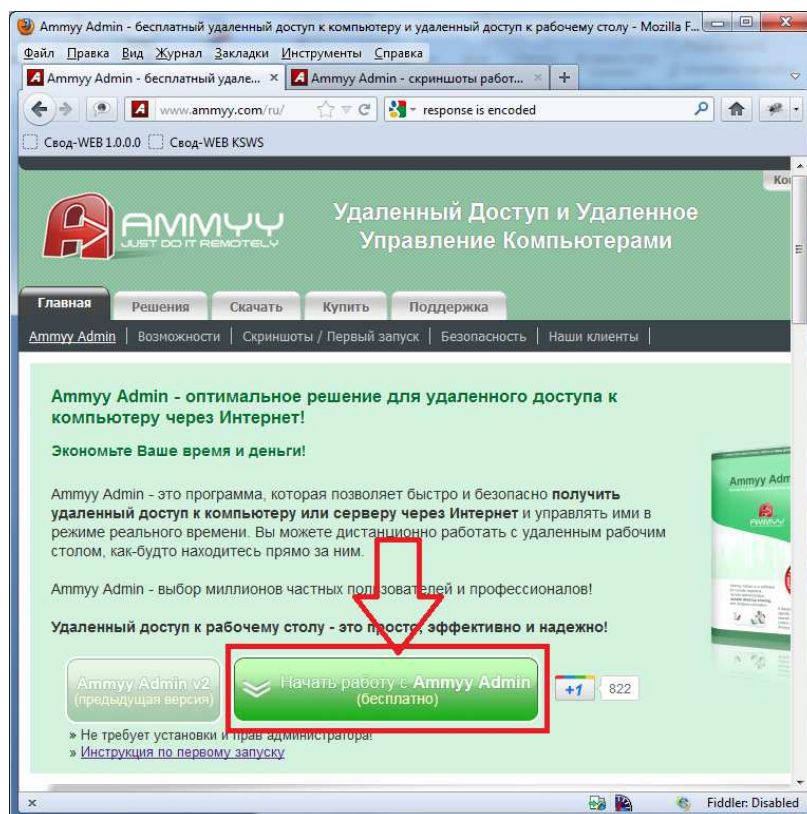 Ammyy Admin - бесплатный удаленный доступ к компьютеру и удаленный доступ к рабочему столу - Mozilla F...
Файл Правка Вид Журнал Закладки Инструменты Справка
Ammyy Admin - бесплатный удале... × Ammyy Admin - скриншоты работ... × +
www.ammyy.com/ru/ response is encoded
Свод-WEB 1.0.0.0 Свод-WEB KSWS
Ко
AMMYY
JUST DO IT REMOTELY
Удаленный Доступ и Удаленное
Управление Компьютерами
Главная Решения Скачать Купить Поддержка
Ammyy Admin | Возможности | Скриншоты / Первый запуск | Безопасность | Наши клиенты |
Ammyy Admin - оптимальное решение для удаленного доступа к
компьютеру через Интернет!
Экономьте Ваше время и деньги!
Ammyy Admin - это программа, которая позволяет быстро и безопасно получить
удаленный доступ к компьютеру или серверу через Интернет и управлять ими в
режиме реального времени. Вы можете дистанционно работать с удаленным рабочим
столом, как-будто находитесь прямо за ним.
Ammyy Adm
AMMYY
Ammyy Admin - выбор миллионов частных пользователей и профессионалов!
Удаленный доступ к рабочему столу - это просто, эффективно и надежно!
Ammyy Admin v2
(предыдущая версия)
Начать работу с Ammyy Admin
(бесплатно)
+1 822
» Не требует установки и прав администратора!
» Инструкция по первому запуску
× Fiddler: Disabled